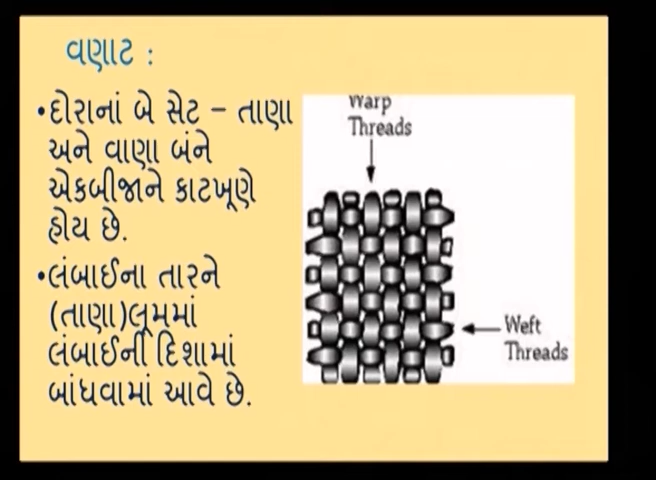 વણાટ :
•દોરાનાં બે સેટ – તાણા
અને વાણા બંને
એકબીજાને કાટખૂણે
હોય છે.
•લંબાઈના તારને
(તાણા)લૂમમાં
લંબાઈની દિશામાં
બાંધવામાં આવે છે.
Warp
Threads
Weft
Threads